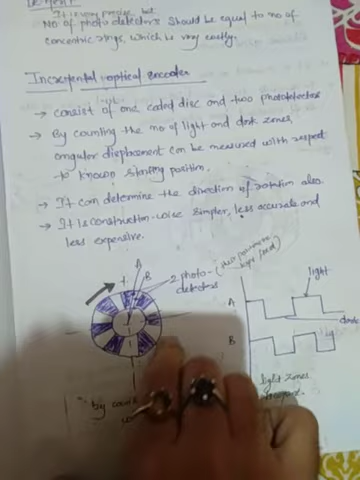 It is very precise but
No of photo detectors should be equal to no of
concentric rings, which be very costly.
Incremental optical encoder
→ consist of one coded disc and two photodetectors
→ By counting the no of light and dark zones,
angular displacement can be measured with respect
to known starting position.
→ It can determine the direction of rotation also
→ It is construction-wise simpler, less accurate and
less expensive.
A
B
+
2 photo-
detectors
light
A
dark
B
light zones
by